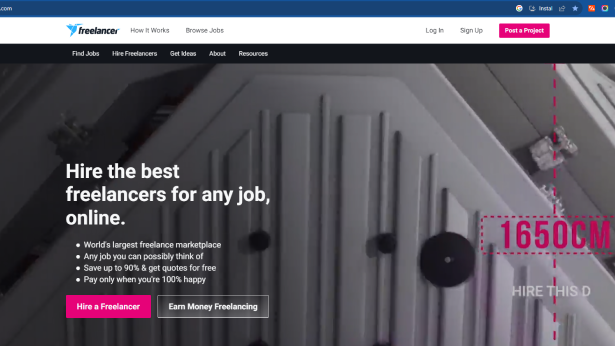 .com
Instal
freelancer
How It Works
Browse Jobs
Log In
Sign Up
Post a Project
Find Jobs
Hire Freelancers
Get Ideas
About
Resources
Hire the best
freelancers for any job,
online.
World's largest freelance marketplace
Any job you can possibly think of
Save up to 90% & get quotes for free
Pay only when you're 100% happy
Hire a Freelancer
Earn Money Freelancing
1650CM
HIRE THIS D